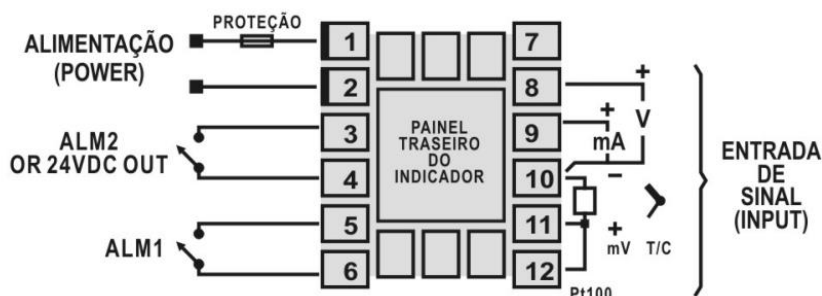 PROTEÇÃO
ALIMENTAÇÃO
(POWER)
ALM2
OR 24VDC OUT
ALM1
1
2
3
4
5
6
PAINEL
TRASEIRO
DO
INDICADOR
7
8
9
10
11
12
+
V
+
mA
−
+
mV T/C
Pt100
ENTRADA
DE
SINAL
(INPUT)